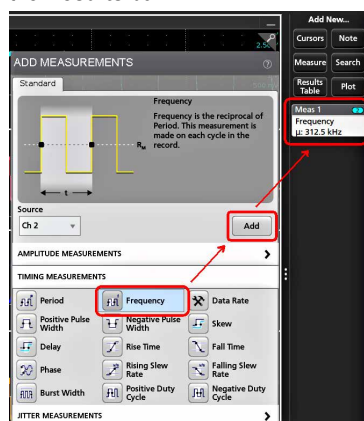 Add New...
2.50
Cursors
Note
ADD MEASUREMENTS
Measure
Search
Standard
Results Table
Plot
Meas 1
Frequency
μ: 312.5 kHz
Frequency
Frequency is the reciprocal of
Period. This measurement is
made on each cycle in the
record.
t
Source
Ch 2
Add
AMPLITUDE MEASUREMENTS
TIMING MEASUREMENTS
Period
Frequency
Data Rate
Positive Pulse Width
Negative Pulse Width
Skew
Delay
Rise Time
Fall Time
Phase
Rising Slew Rate
Falling Slew Rate
Burst Width
Positive Duty Cycle
Negative Duty Cycle
JITTER MEASUREMENTS